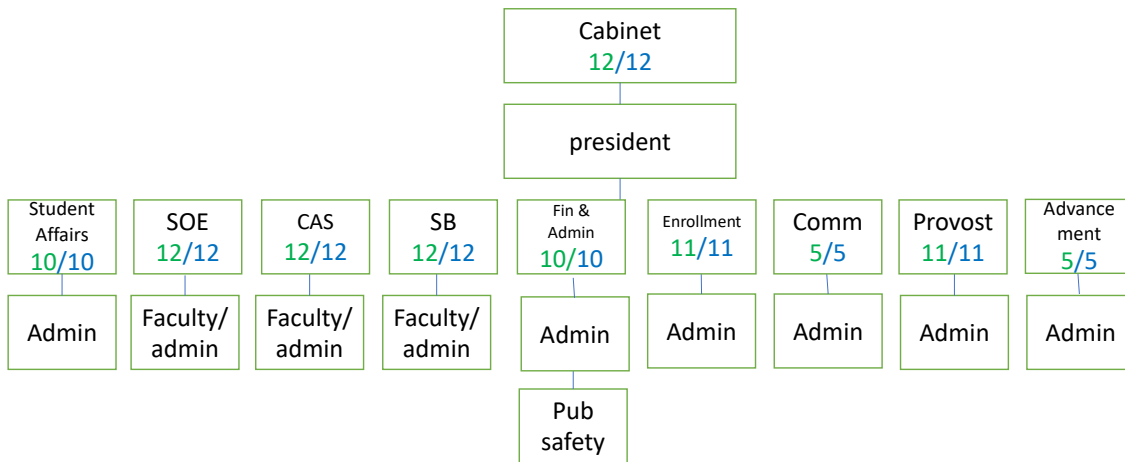 Cabinet
12/12
president
Student
Affairs
10/10
SOE
12/12
CAS
12/12
SB
12/12
Fin &
Admin
10/10
Enrollment
11/11
Comm
5/5
Provost
11/11
Advance
ment
5/5
Admin
Faculty/
admin
Faculty/
admin
Faculty/
admin
Admin
Admin
Admin
Admin
Admin
Pub
safety